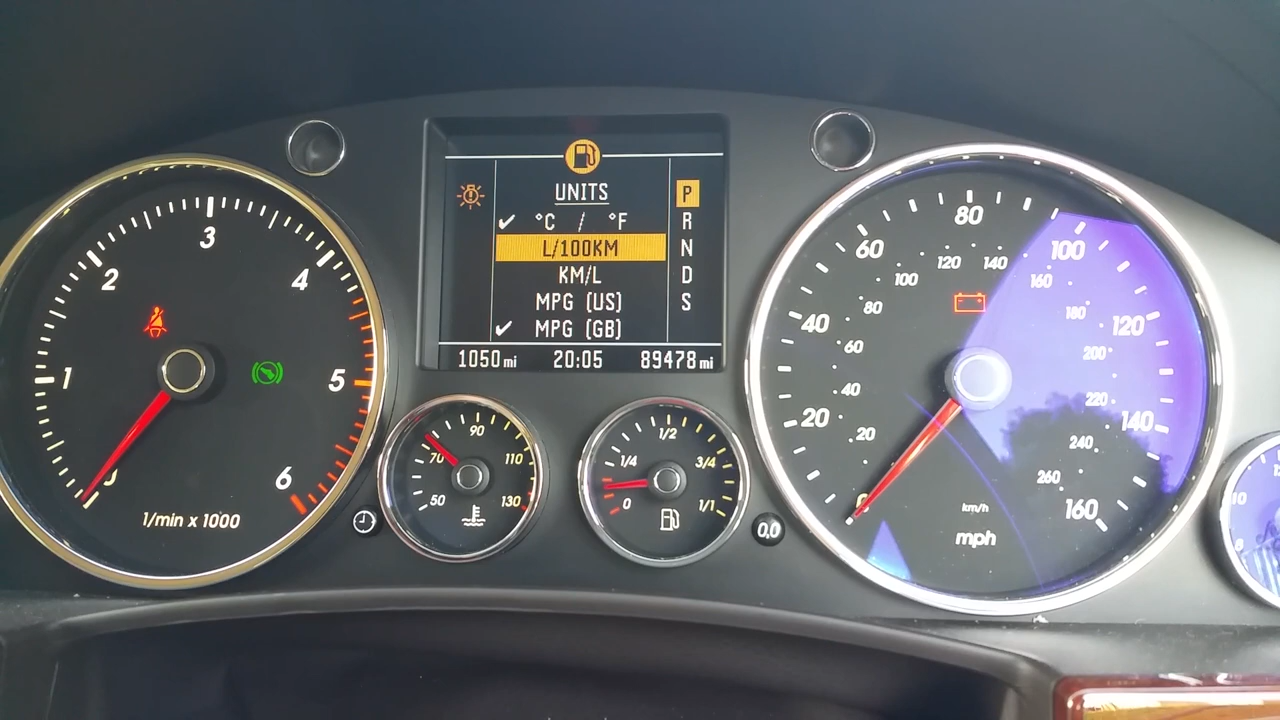 UNITS
✓ °C / °F
L/100KM
KM/L
MPG (US)
✓ MPG (GB)
P
R
N
D
S
1050 mi 20:05 89478 mi
1
2
3
4
5
6
1/min x 1000
50
70
90
110
130
0
1/4
1/2
3/4
1/1
0,0
20
40
60
80
100
120
140
160
20
40
60
80
100
120
140
160
180
200
220
240
260
km/h
mph
10